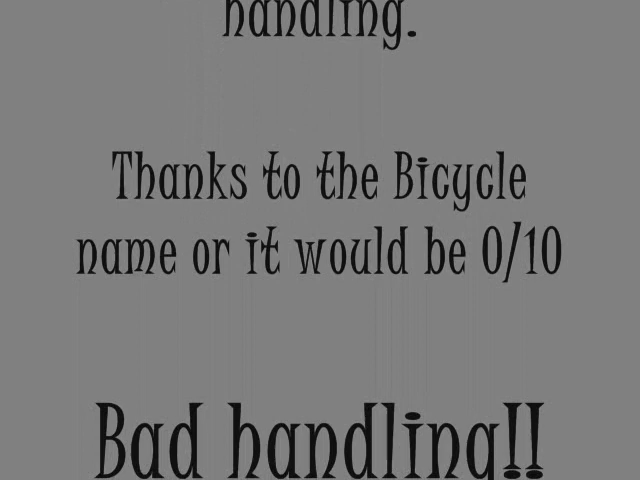 handling.
Thanks to the Bicycle
name or it would be 0/10
Bad handling!!